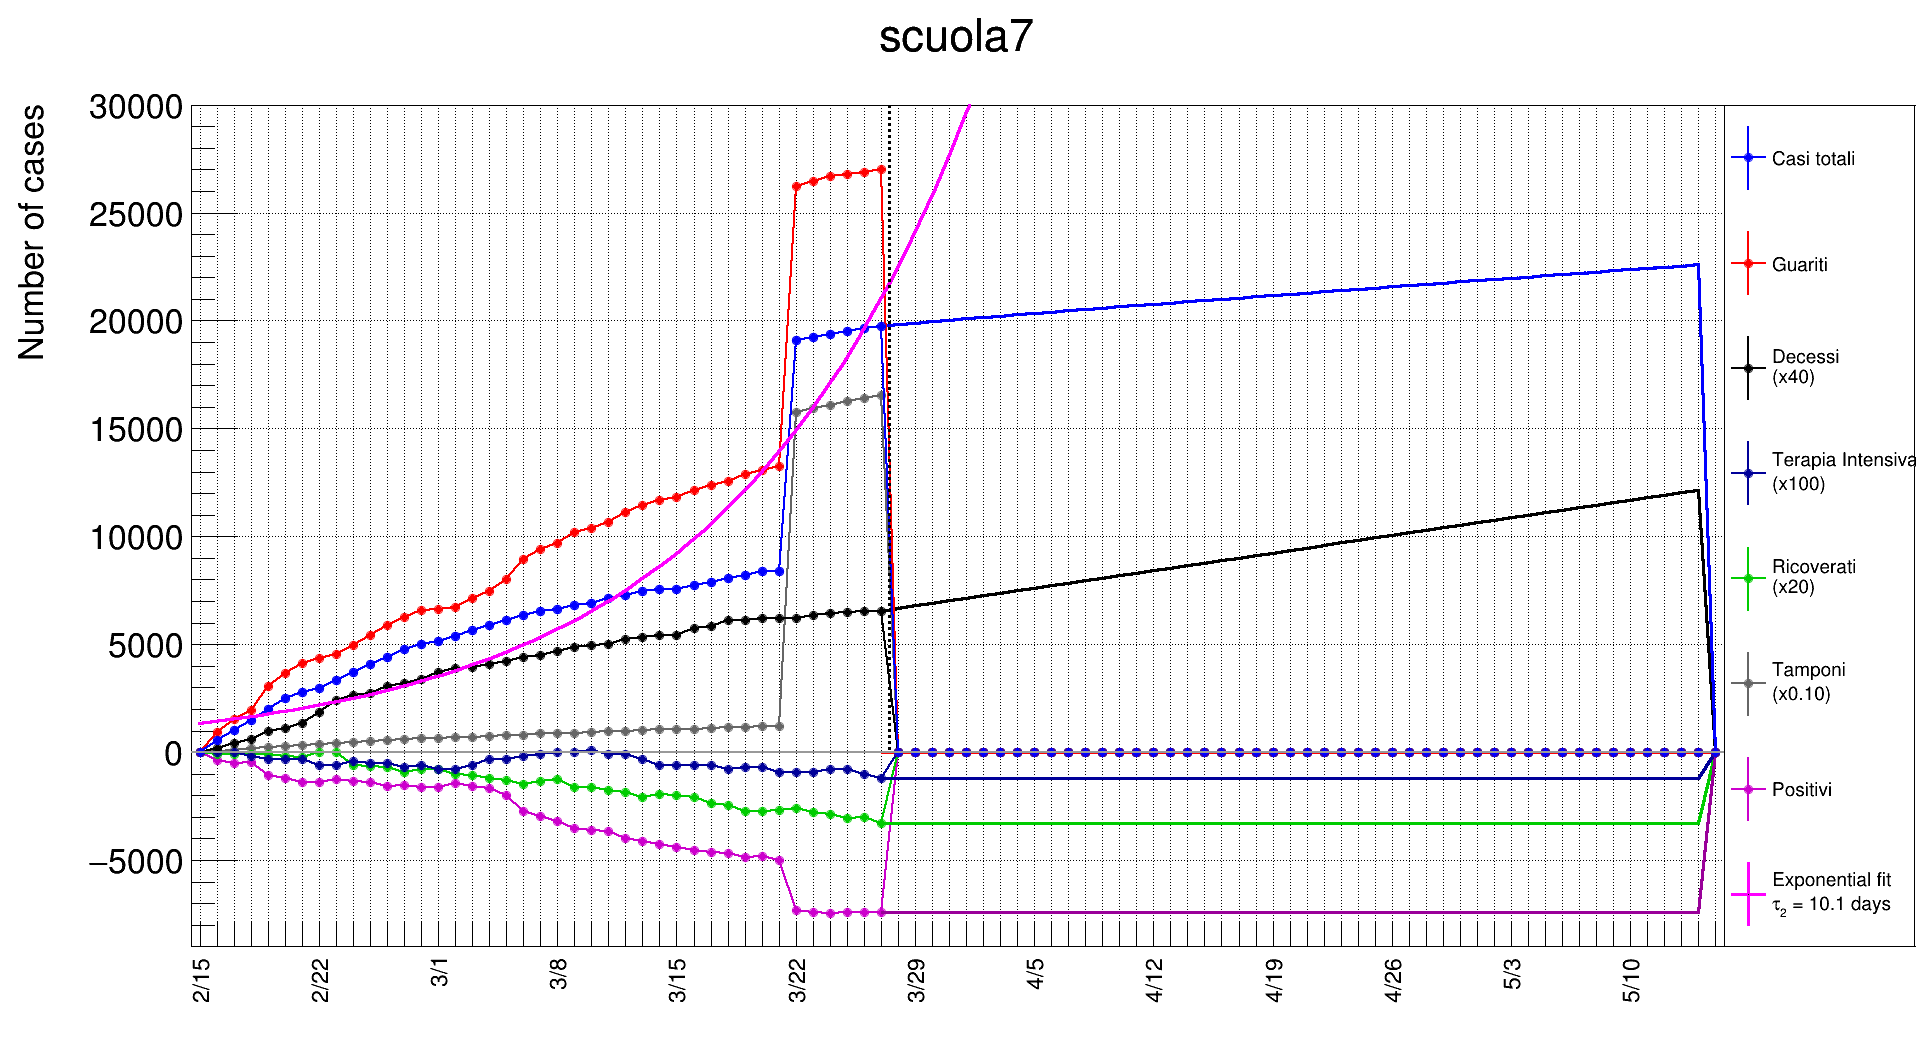 scuola7
Number of cases
30000
25000
20000
15000
10000
5000
0
−5000
2/15
2/22
3/1
3/8
3/15
3/22
3/29
4/5
4/12
4/19
4/26
5/3
5/10
Casi totali
Guariti
Decessi
(x40)
Terapia Intensiva
(x100)
Ricoverati
(x20)
Tamponi
(x0.10)
Positivi
Exponential fit
τ2 = 10.1 days